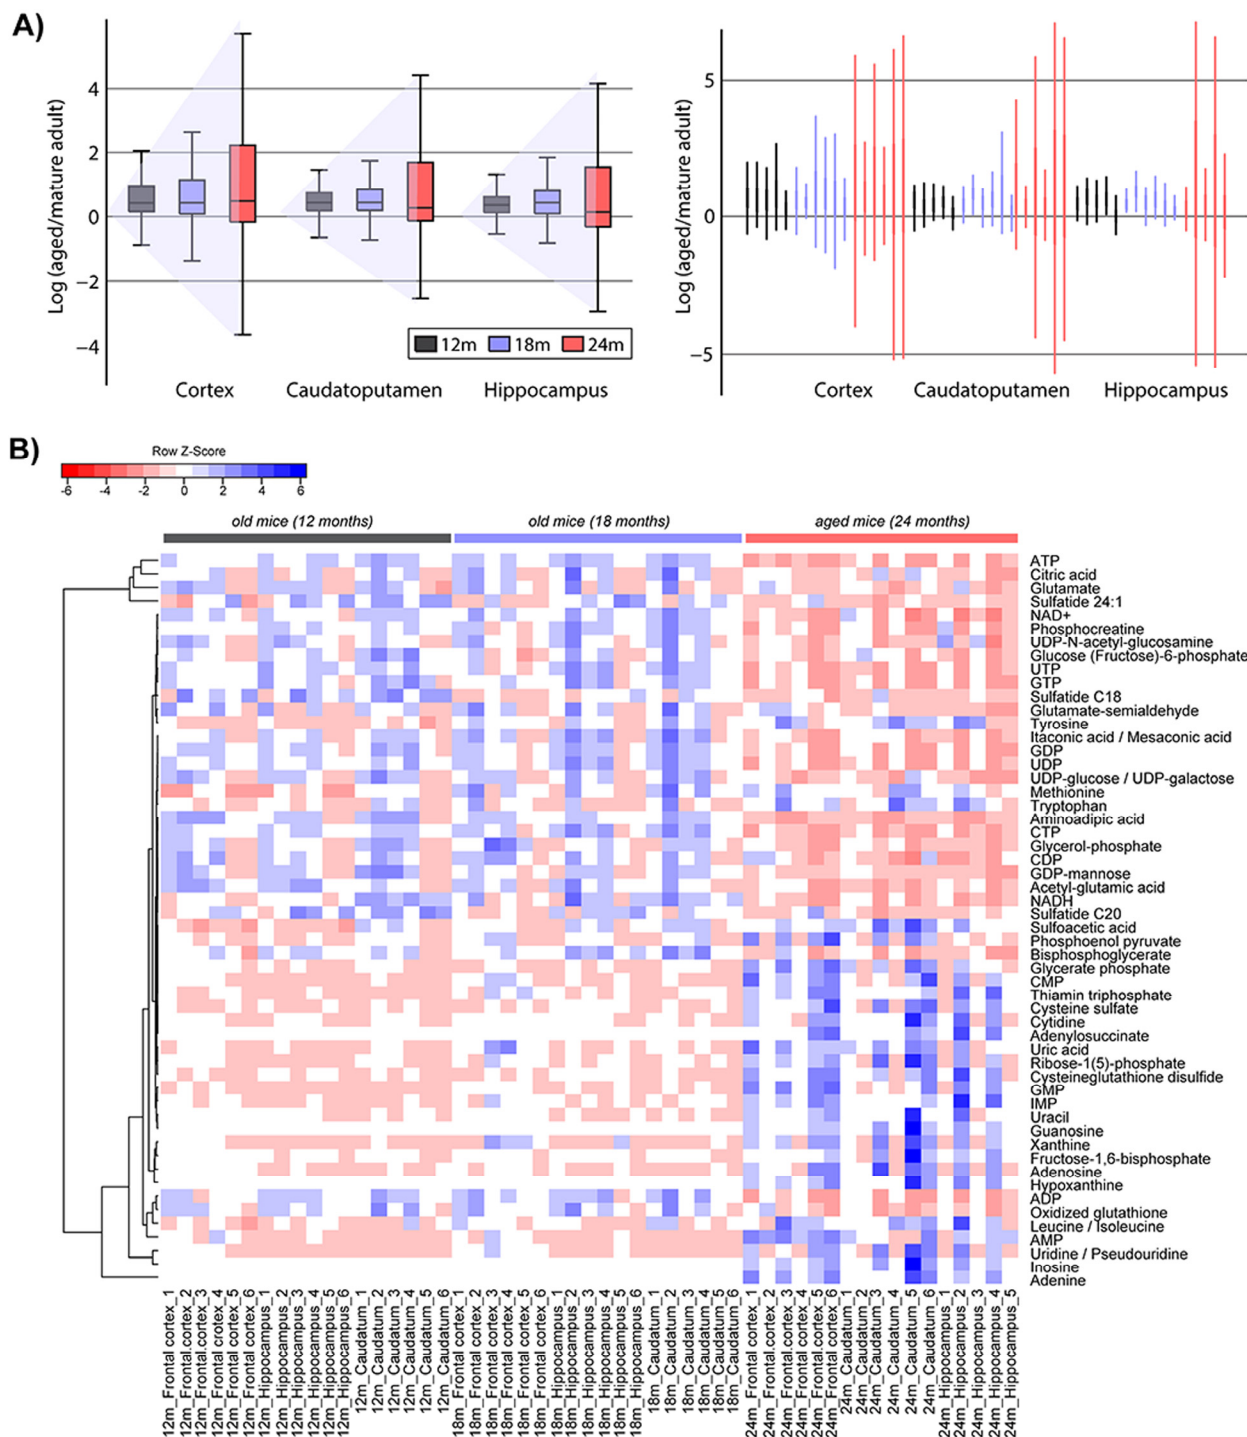 A)
Log (aged/mature adult)
4
2
0
−2
−4
12m 18m 24m
Cortex Caudatoputamen Hippocampus
Log (aged/mature adult)
5
0
−5
Cortex Caudatoputamen Hippocampus
B)
Row Z-Score
-6 -4 -2 0 2 4 6
old mice (12 months) old mice (18 months) aged mice (24 months)
ATP
Citric acid
Glutamate
Sulfatide 24:1
NAD+
Phosphocreatine
UDP-N-acetyl-glucosamine
Glucose (Fructose)-6-phosphate
UTP
GTP
Sulfatide C18
Glutamate-semialdehyde
Tyrosine
Itaconic acid / Mesaconic acid
GDP
UDP
UDP-glucose / UDP-galactose
Methionine
Tryptophan
Aminoadipic acid
CTP
Glycerol-phosphate
CDP
GDP-mannose
Acetyl-glutamic acid
NADH
Sulfatide C20
Sulfoacetic acid
Phosphoenol pyruvate
Bisphosphoglycerate
Glycerate phosphate
CMP
Thiamin triphosphate
Cysteine sulfate
Cytidine
Adenylosuccinate
Uric acid
Ribose-1(5)-phosphate
Cysteineglutathione disulfide
GMP
IMP
Uracil
Guanosine
Xanthine
Fructose-1,6-bisphosphate
Adenosine
Hypoxanthine
ADP
Oxidized glutathione
Leucine / Isoleucine
AMP
Uridine / Pseudouridine
Inosine
Adenine
12m_Frontal cortex_1
12m_Frontal.cortex_2
12m_Frontal.cortex_3
12m_Frontal crotex_4
12m_Frontal cortex_5
12m_Frontal cortex_6
12m_Hippocampus_1
12m_Hippocampus_2
12m_Hippocampus_3
12m_Hippocampus_4
12m_Hippocampus_5
12m_Hippocampus_6
12m_Caudatum_1
12m_Caudatum_2
12m_Caudatum_3
12m_Caudatum_4
12m_Caudatum_5
12m_Caudatum_6
18m_Frontal cortex_1
18m_Frontal cortex_2
18m_Frontal cortex_3
18m_Frontal cortex_4
18m_Frontal cortex_5
18m_Frontal cortex_6
18m_Hippocampus_1
18m_Hippocampus_2
18m_Hippocampus_3
18m_Hippocampus_4
18m_Hippocampus_5
18m_Hippocampus_6
18m_Caudatum_1
18m_Caudatum_2
18m_Caudatum_3
18m_Caudatum_4
18m_Caudatum_5
18m_Caudatum_6
24m_Frontal cortex_1
24m_Frontal cortex_2
24m_Frontal.cortex_3
24m_Frontal cortex_4
24m_Frontal.cortex_5
24m_Frontal.cortex_6
24m_Caudatum_1
24m_Caudatum_2
24m_Caudatum_3
24m_Caudatum_4
24m_Caudatum_5
24m_Caudatum_6
24m_Hippocampus_1
24m_Hippocampus_2
24m_Hippocampus_3
24m_Hippocampus_4
24m_Hippocampus_5